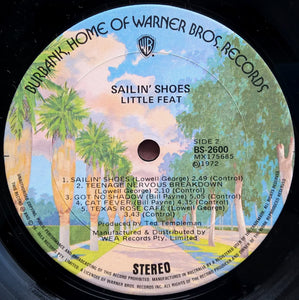 BURBANK, HOME OF WARNER BROS. RECORDS
WB
SAILIN' SHOES
LITTLE FEAT
SIDE 2
BS-2600
MX175685
©1972
1. SAILIN' SHOES (Lowell George) 2.49 (Control)
2. TEENAGE NERVOUS BREAKDOWN
(Lowell George) 2.10 (Control)
3. GOT NO SHADOW (Bill Payne) 5.05 (Control)
4. CAT FEVER (Bill Payne) 4.35 (Control)
5. TEXAS ROSE CAFE (Lowell George)
3.43 (Control)
Produced by Ted Templeman
Manufactured & Distributed by
WEA Records Pty. Limited
STEREO